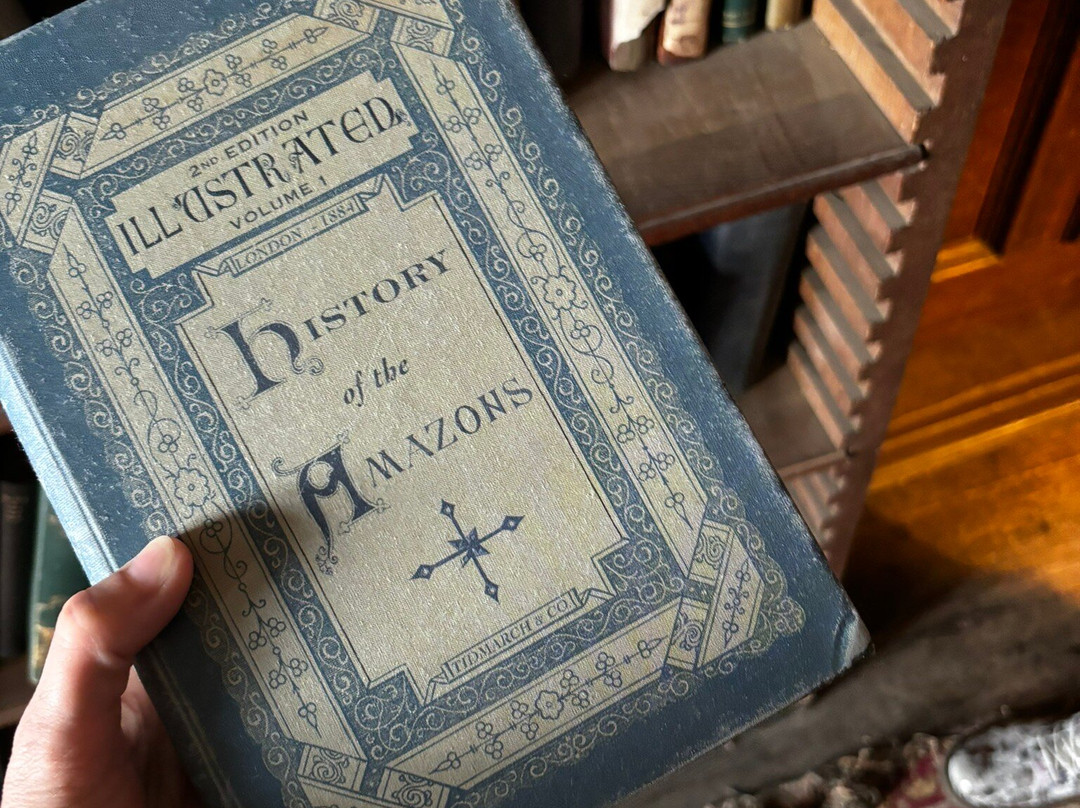 2ND EDITION
ILLUSTRATED
VOLUME 1
LONDON - 1884
HISTORY
of the
AMAZONS
TIDMARCH & CO.